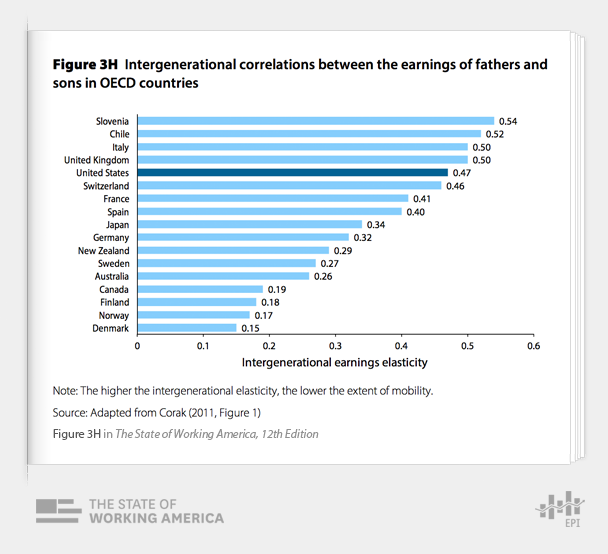 Figure 3H Intergenerational correlations between the earnings of fathers and
sons in OECD countries
Slovenia 0.54
Chile 0.52
Italy 0.50
United Kingdom 0.50
United States 0.47
Switzerland 0.46
France 0.41
Spain 0.40
Japan 0.34
Germany 0.32
New Zealand 0.29
Sweden 0.27
Australia 0.26
Canada 0.19
Finland 0.18
Norway 0.17
Denmark 0.15
0 0.1 0.2 0.3 0.4 0.5 0.6
Intergenerational earnings elasticity
Note: The higher the intergenerational elasticity, the lower the extent of mobility.
Source: Adapted from Corak (2011, Figure 1)
Figure 3H in The State of Working America, 12th Edition
THE STATE OF
WORKING AMERICA
EPI